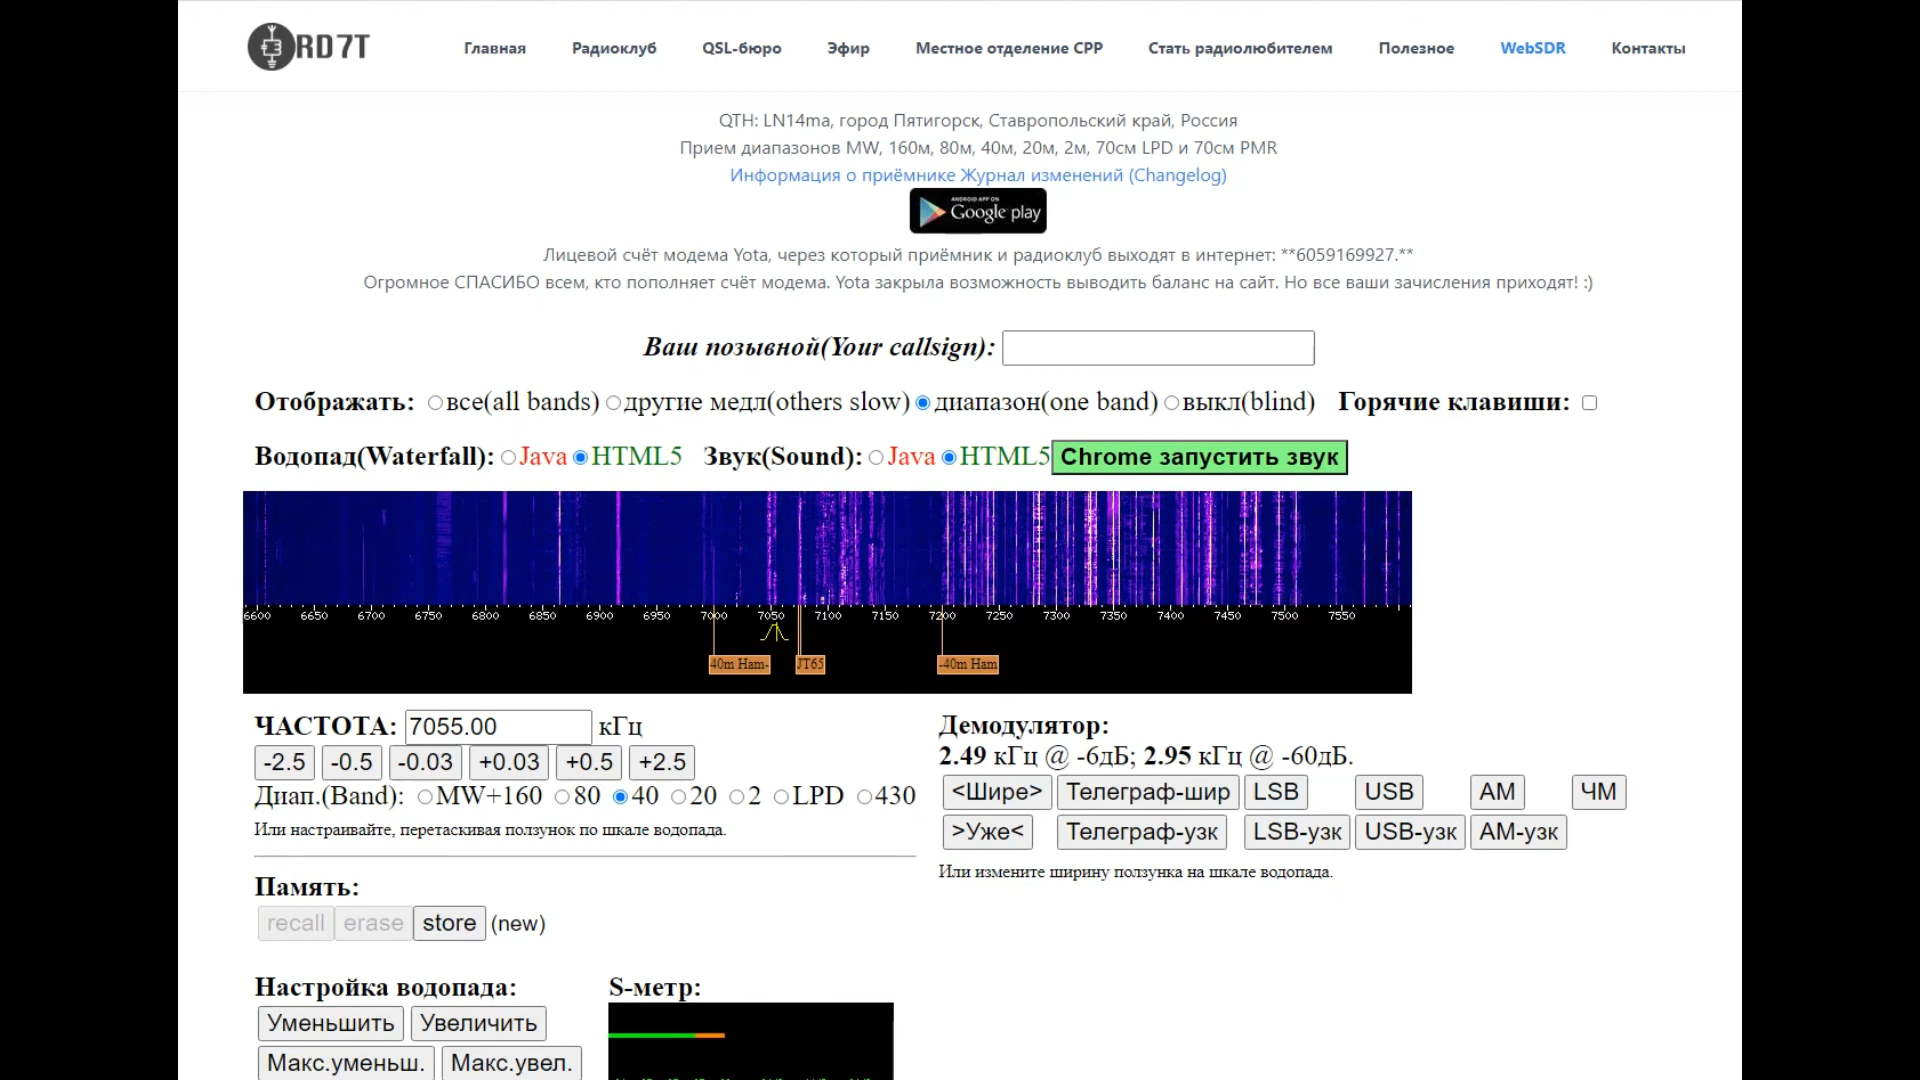 RD7T
Главная Радиоклуб QSL-бюро Эфир Местное отделение СРР Стать радиолюбителем Полезное WebSDR Контакты
QTH: LN14ma, город Пятигорск, Ставропольский край, Россия
Прием диапазонов MW, 160м, 80м, 40м, 20м, 2м, 70см LPD и 70см PMR
Информация о приёмнике Журнал изменений (Changelog)
ANDROID APP ON
Google play
Лицевой счёт модема Yota, через который приёмник и радиоклуб выходят в интернет: **6059169927.**
Огромное СПАСИБО всем, кто пополняет счёт модема. Yota закрыла возможность выводить баланс на сайт. Но все ваши зачисления приходят! :)
Ваш позывной(Your callsign):
Отображать: все(all bands) другие медл(others slow) диапазон(one band) выкл(blind) Горячие клавиши:
Водопад(Waterfall): Java HTML5 Звук(Sound): Java HTML5 Chrome запустить звук
6600 6650 6700 6750 6800 6850 6900 6950 7000 7050 7100 7150 7200 7250 7300 7350 7400 7450 7500 7550
40m Ham- JT65 -40m Ham
ЧАСТОТА: 7055.00 кГц
-2.5 -0.5 -0.03 +0.03 +0.5 +2.5
Диап.(Band): MW+160 80 40 20 2 LPD 430
Или настраивайте, перетаскивая ползунок по шкале водопада.
Демодулятор:
2.49 кГц @ -6дБ; 2.95 кГц @ -60дБ.
<Шире> Телеграф-шир LSB USB AM ЧМ
>Уже< Телеграф-узк LSB-узк USB-узк AM-узк
Или измените ширину ползунка на шкале водопада.
Память:
recall erase store (new)
Настройка водопада:
Уменьшить Увеличить
Макс.уменьш. Макс.увел.
S-метр: